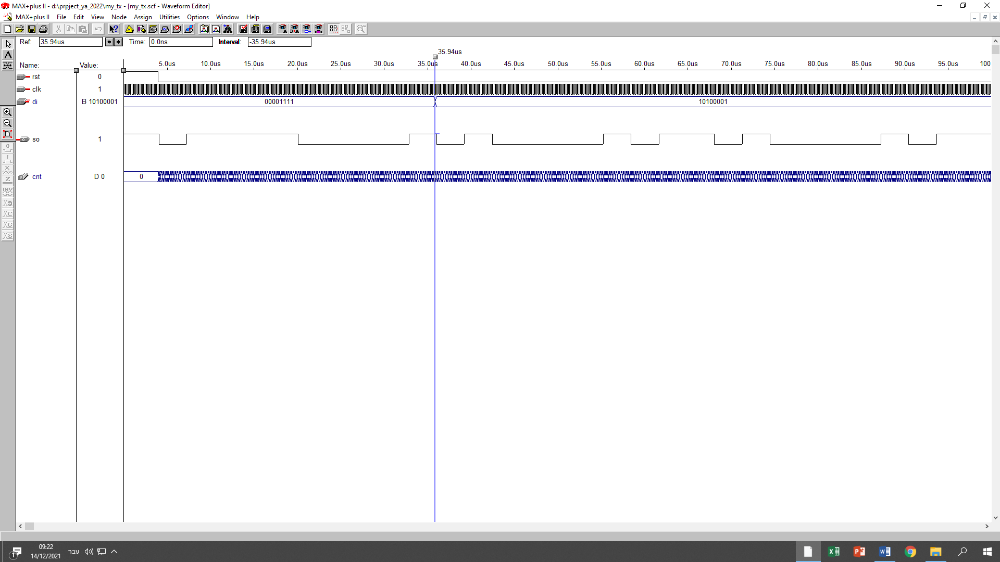 MAX+plus II - d:\prpject_ya_2022\my_tx - [my_tx.scf - Waveform Editor]
MAX+plus II File Edit View Node Assign Utilities Options Window Help
Ref: 35.94us Time: 0.0ns Interval: -35.94us
35.94us
Name: Value: 5.0us 10.0us 15.0us 20.0us 25.0us 30.0us 35.0us 40.0us 45.0us 50.0us 55.0us 60.0us 65.0us 70.0us 75.0us 80.0us 85.0us 90.0us 95.0us 100
rst 0
clk 1
di B 10100001 00001111 10100001
so 1
cnt D 0 0
09:22
עבר
14/12/2021